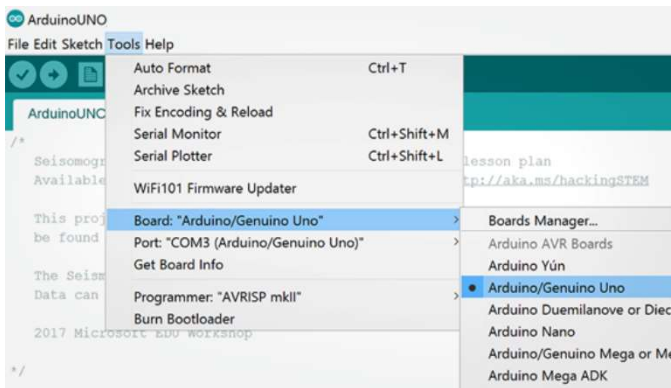 ArduinoUNO
File Edit Sketch Tools Help
ArduinoUNC
Auto Format Ctrl+T
Archive Sketch
Fix Encoding & Reload
Serial Monitor Ctrl+Shift+M
Serial Plotter Ctrl+Shift+L
WiFi101 Firmware Updater
Board: "Arduino/Genuino Uno"
Port: "COM3 (Arduino/Genuino Uno)"
Get Board Info
Programmer: "AVRISP mkII"
Burn Bootloader
Boards Manager...
Arduino AVR Boards
Arduino Yún
Arduino/Genuino Uno
Arduino Duemilanove or Diec
Arduino Nano
Arduino/Genuino Mega or Me
Arduino Mega ADK
/*
Seismogr lesson plan
Available tp://aka.ms/hackingSTEM
This proj
be found
The Seism
Data can
2017 Microsoft EDU Workshop
*/